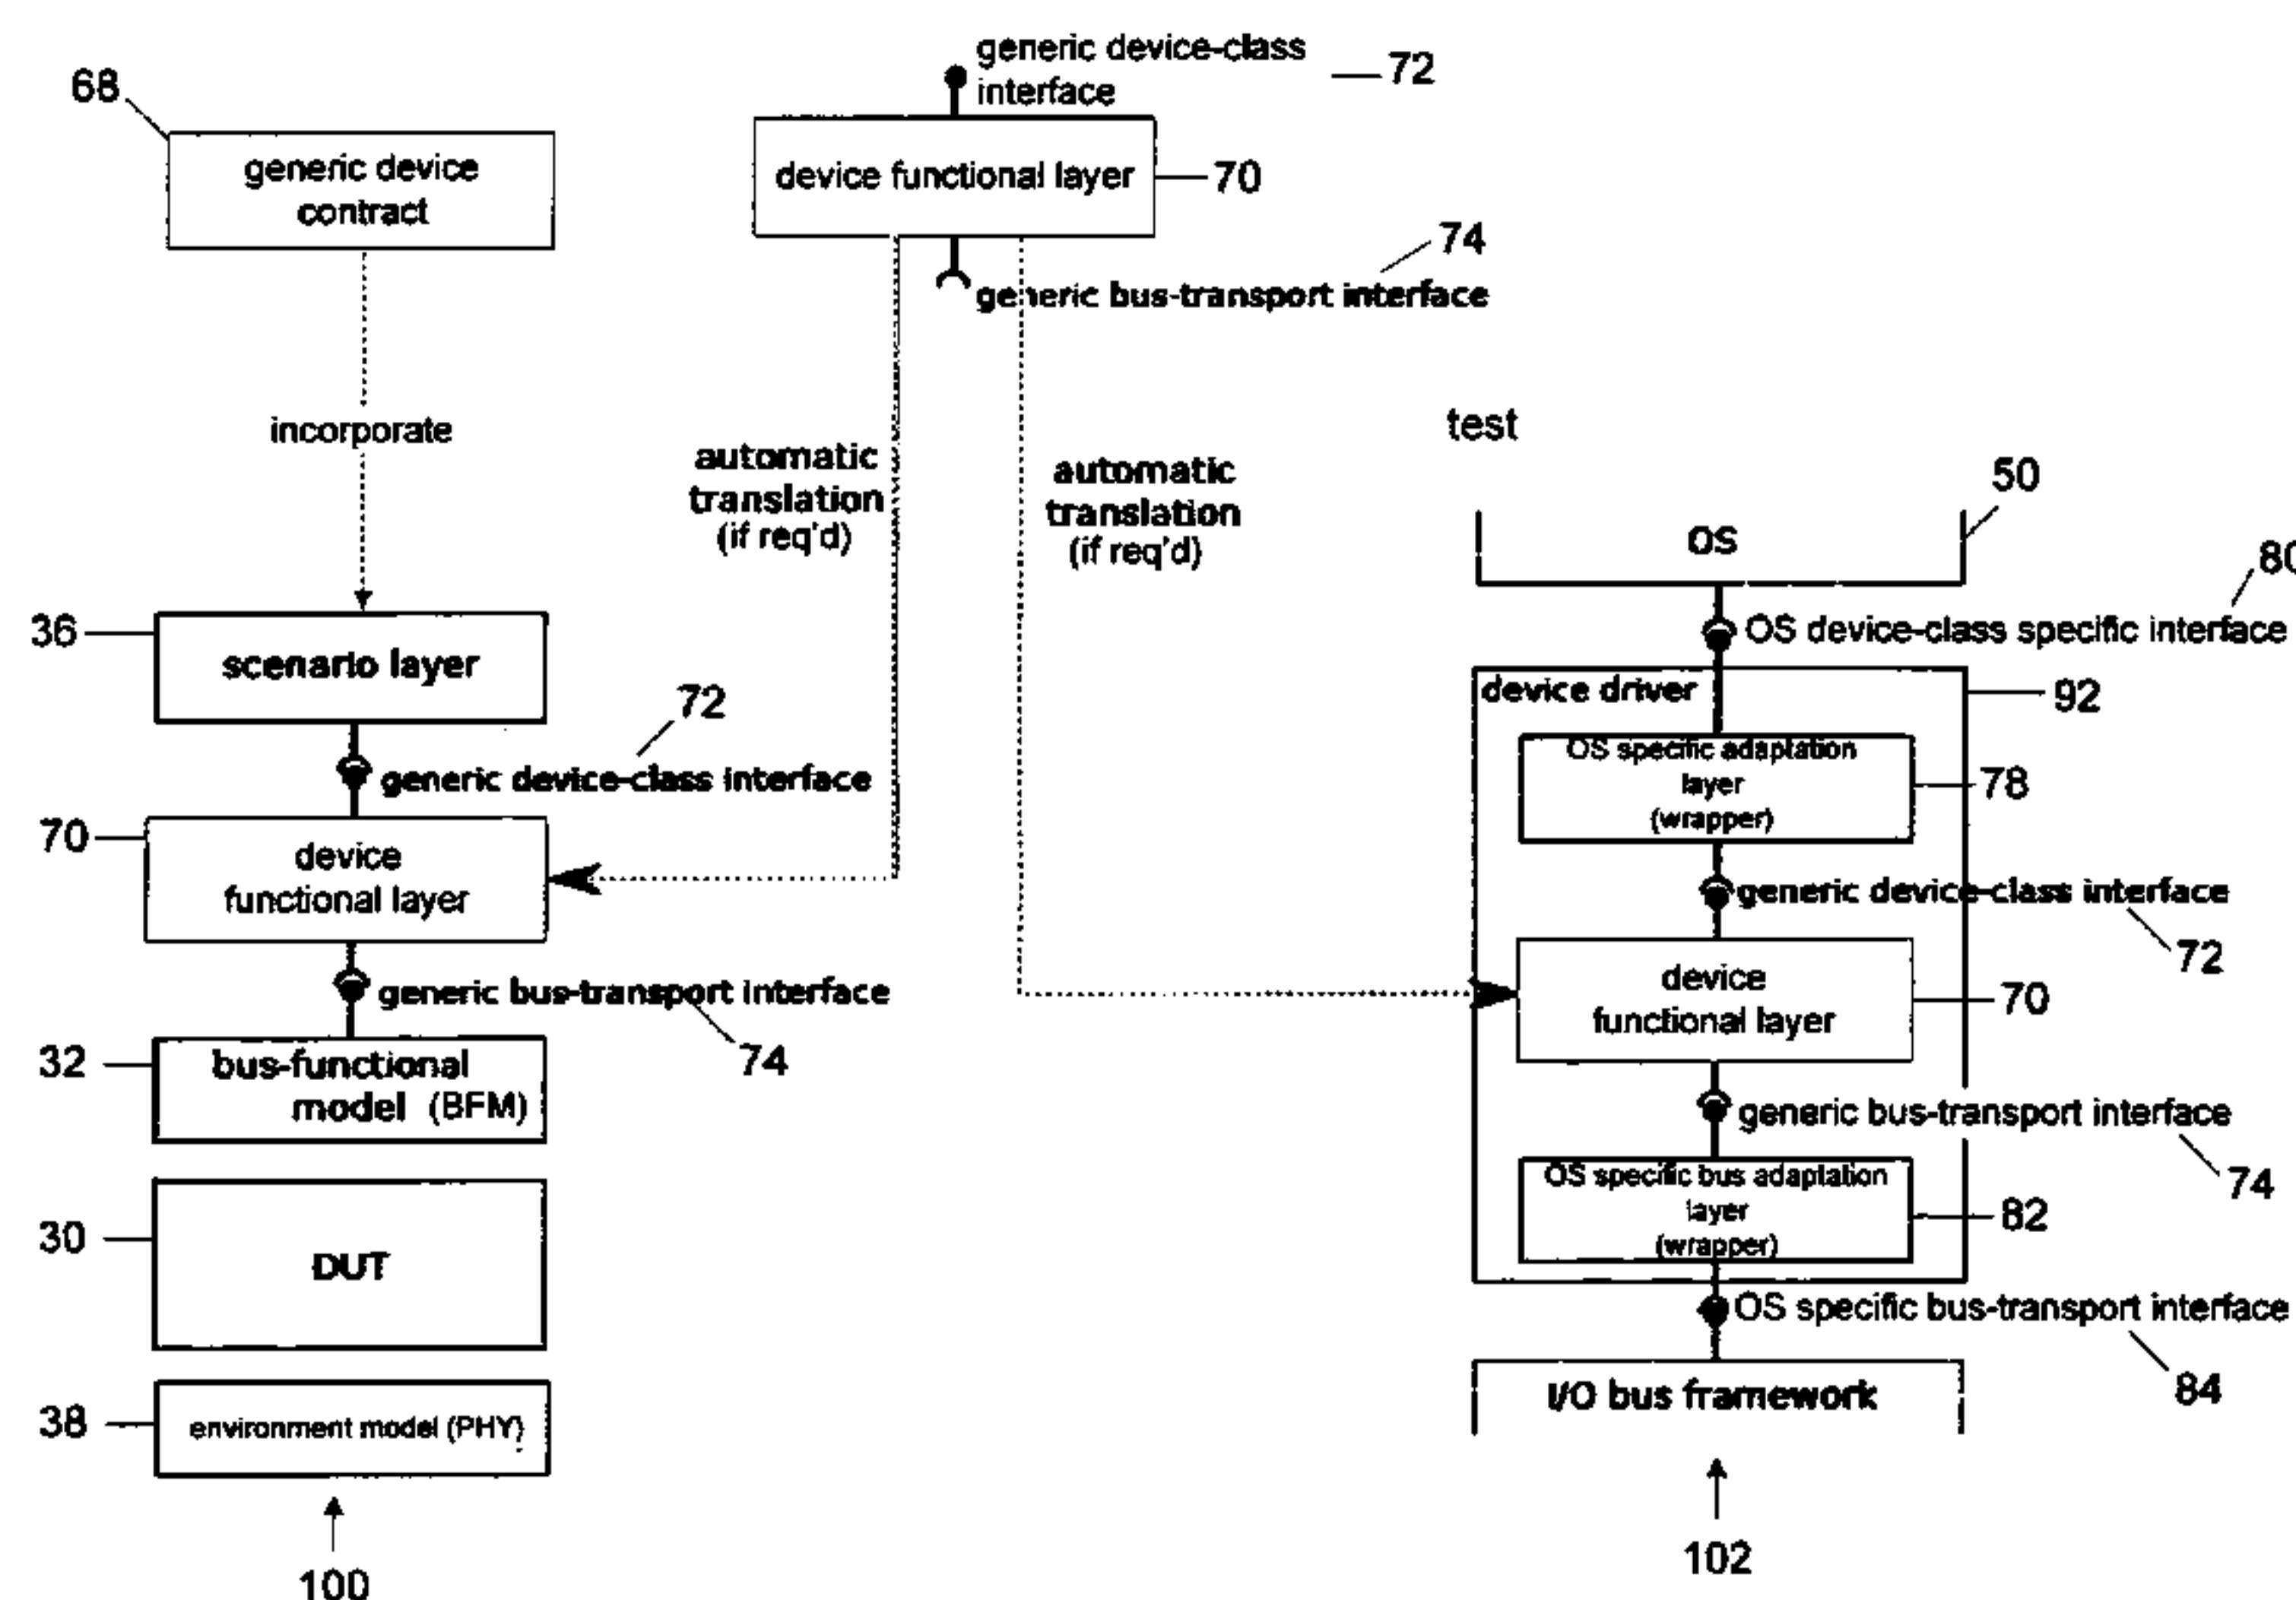 generic device-class
interface
72
68
generic device
contract
device functional layer
70
74
generic bus-transport interface
incorporate
automatic
translation
(if req'd)
automatic
translation
(if req'd)
test
50
OS
80
OS device-class specific interface
36
scenario layer
72
generic device-class interface
70
device
functional layer
generic bus-transport interface
74
32
bus-functional
model (BFM)
30
DUT
38
environment model (PHY)
100
device driver
92
OS specific adaptation
layer
(wrapper)
78
generic device-class interface
72
device
functional layer
70
generic bus-transport interface
74
OS specific bus adaptation
layer
(wrapper)
82
OS specific bus-transport interface
84
I/O bus framework
102